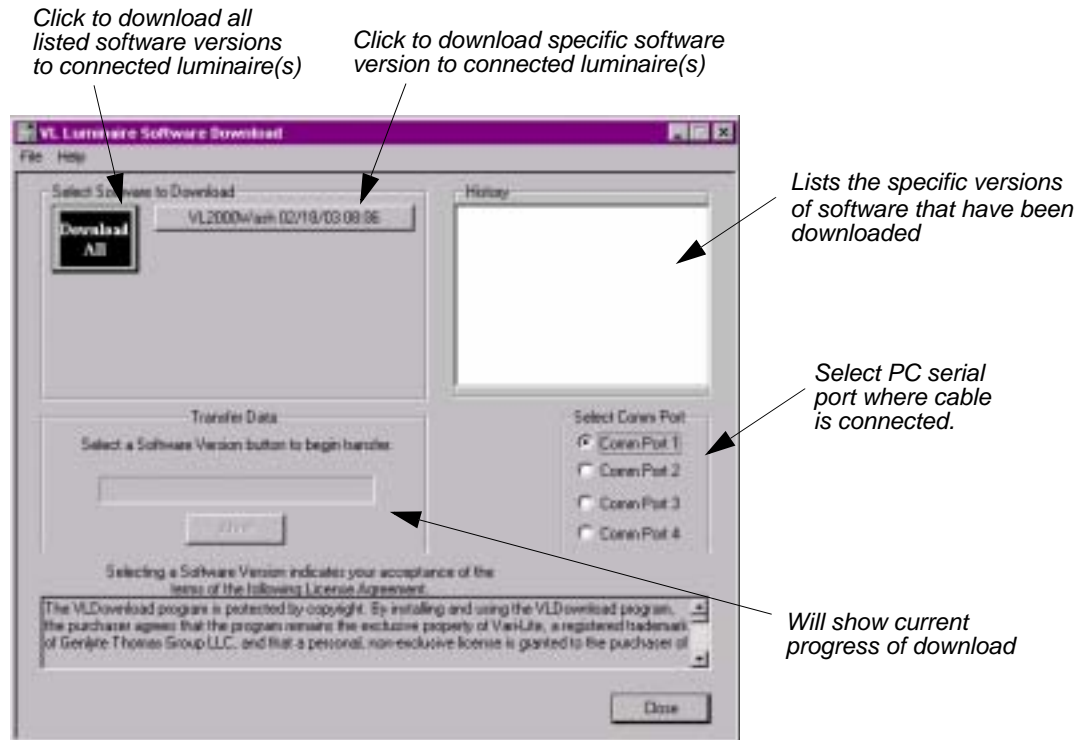 Click to download all
listed software versions
to connected luminaire(s)
Click to download specific software
version to connected luminaire(s)
VL Luminaire Software Download
File Help
Select Software to Download
Download
All
VL2000Wash 02/18/03
History
Lists the specific versions
of software that have been
downloaded
Select PC serial
port where cable
is connected.
Transfer Data
Select a Software Version button to begin transfer.
Select Comm Port
Comm Port 1
Comm Port 2
Comm Port 3
Comm Port 4
Selecting a Software Version indicates your acceptance of the
terms of the following License Agreement.
The VLDownload program is protected by copyright. By installing and using the VLDownload program,
the purchaser agrees that the program remains the exclusive property of Vari-Lite, a registered trademark
of Genlyte Thomas Group LLC, and that a personal, non-exclusive license is granted to the purchaser of
Will show current
progress of download
Close